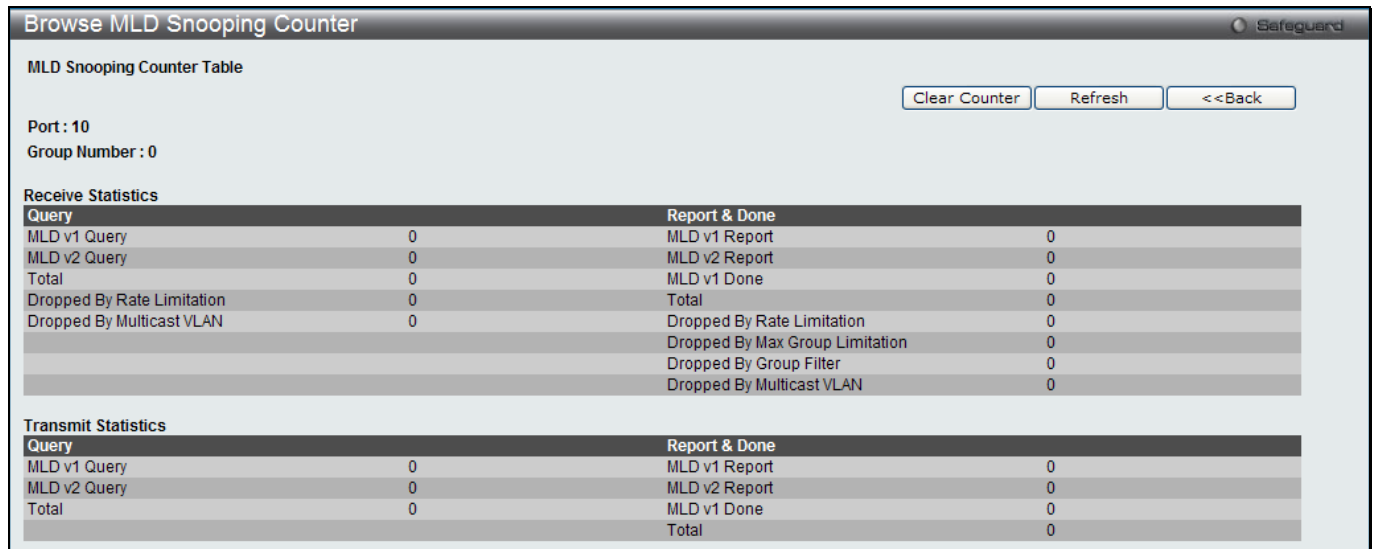 Browse MLD Snooping Counter
Safeguard
MLD Snooping Counter Table
Clear Counter Refresh <<Back
Port : 10
Group Number : 0
Receive Statistics
Query Report & Done
MLD v1 Query 0 MLD v1 Report 0
MLD v2 Query 0 MLD v2 Report 0
Total 0 MLD v1 Done 0
Dropped By Rate Limitation 0 Total 0
Dropped By Multicast VLAN 0 Dropped By Rate Limitation 0
Dropped By Max Group Limitation 0
Dropped By Group Filter 0
Dropped By Multicast VLAN 0
Transmit Statistics
Query Report & Done
MLD v1 Query 0 MLD v1 Report 0
MLD v2 Query 0 MLD v2 Report 0
Total 0 MLD v1 Done 0
Total 0